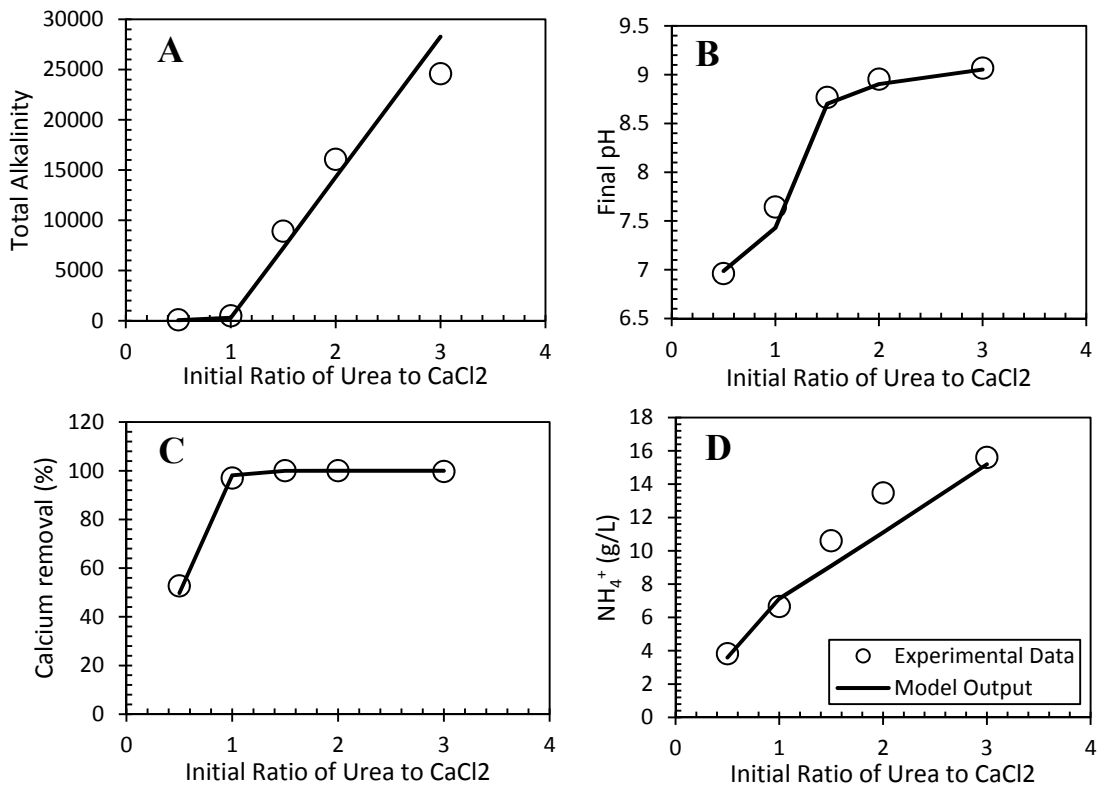 A
Total Alkalinity
30000
25000
20000
15000
10000
5000
0
0 1 2 3 4
Initial Ratio of Urea to CaCl2
B
Final pH
9.5
9
8.5
8
7.5
7
6.5
0 1 2 3 4
Initial Ratio of Urea to CaCl2
C
Calcium removal (%)
120
100
80
60
40
20
0
0 1 2 3 4
Initial Ratio of Urea to CaCl2
D
NH₄⁺ (g/L)
18
16
14
12
10
8
6
4
2
0
Experimental Data
Model Output
0 1 2 3 4
Initial Ratio of Urea to CaCl2